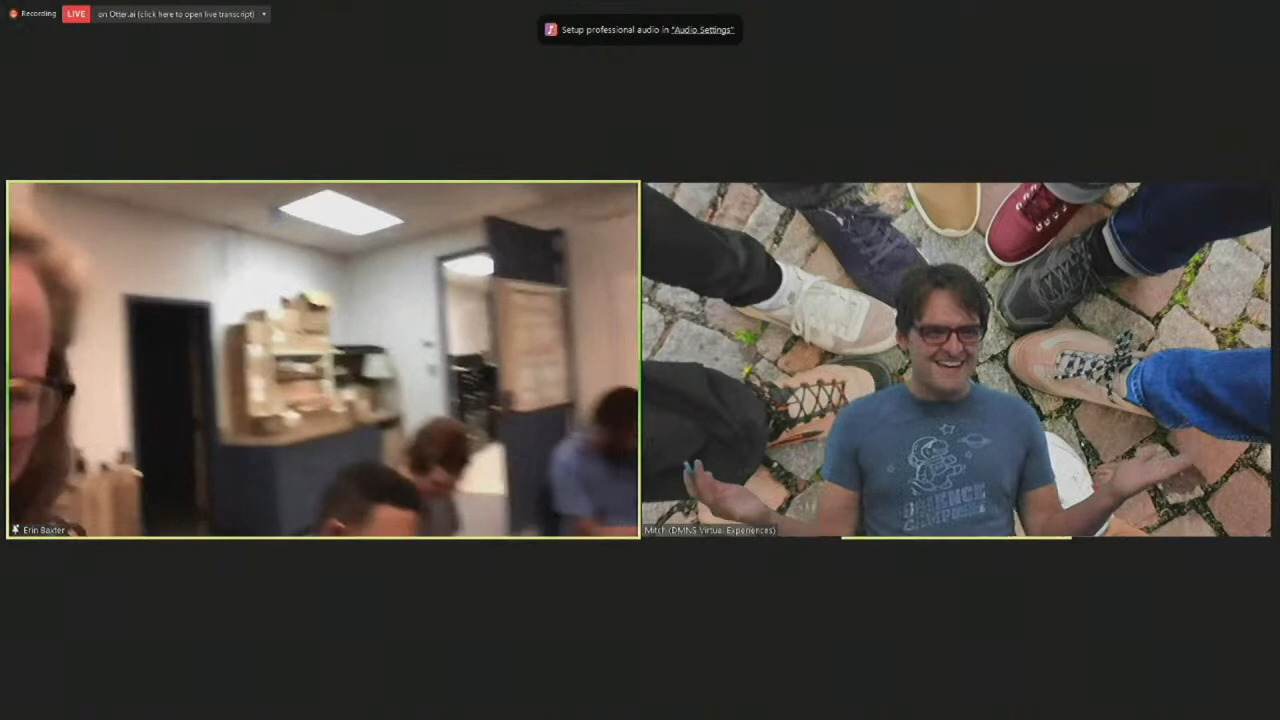 Recording
LIVE
on Otter.ai (click here to open live transcript)
Setup professional audio in "Audio Settings"
Erin Baxter
Mitch (DMNS Virtual Experiences)
SCIENCE